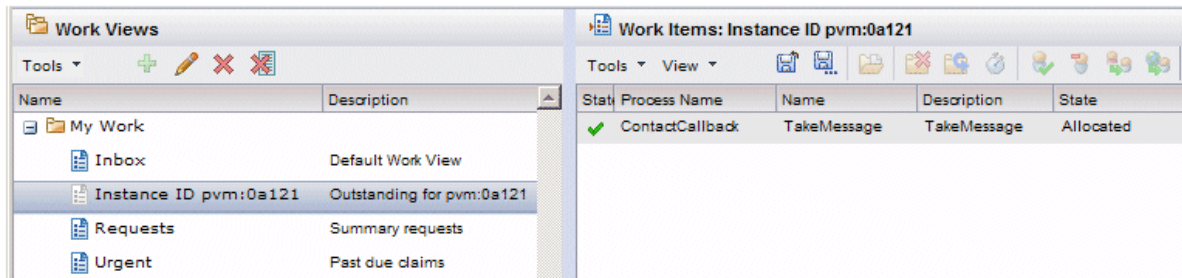 Work Views
Tools
Name Description
My Work
Inbox Default Work View
Instance ID pvm:0a121 Outstanding for pvm:0a121
Requests Summary requests
Urgent Past due claims
Work Items: Instance ID pvm:0a121
Tools View
Stat Process Name Name Description State
ContactCallback TakeMessage TakeMessage Allocated